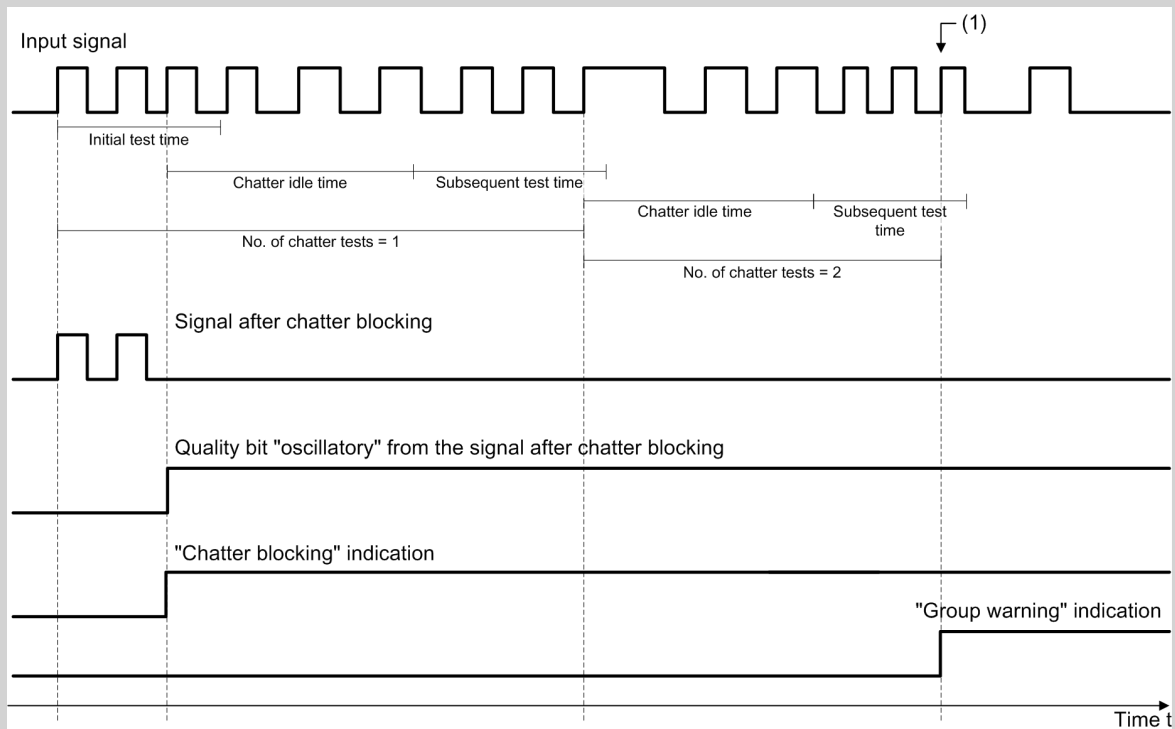 (1)
Input signal
Initial test time
Chatter idle time
Subsequent test time
Chatter idle time
Subsequent test
time
No. of chatter tests = 1
No. of chatter tests = 2
Signal after chatter blocking
Quality bit "oscillatory" from the signal after chatter blocking
"Chatter blocking" indication
"Group warning" indication
Time t